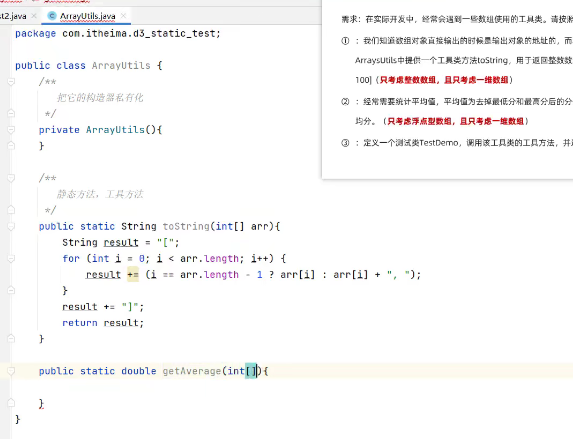 st2.java
ArrayUtils.java
package com.itheima.d3_static_test;
public class ArrayUtils {
/**
把它的构造器私有化
*/
private ArrayUtils(){
}
/**
静态方法，工具方法
*/
public static String toString(int[] arr){
String result = "[";
for (int i = 0; i < arr.length; i++) {
result += (i == arr.length - 1 ? arr[i] : arr[i] + ", ");
}
result += "]";
return result;
}
public static double getAverage(int[]){
}
}
需求：在实际开发中，经常会遇到一些数组使用的工具类。请按照
① ：我们知道数组对象直接输出的时候是输出对象的地址的，而
ArraysUtils中提供一个工具类方法toString，用于返回整数数
100]（只考虑整数数组，且只考虑一维数组）
② ：经常需要统计平均值，平均值为去掉最低分和最高分后的分
均分。（只考虑浮点型数组，且只考虑一维数组）
③ ：定义一个测试类TestDemo，调用该工具类的工具方法，并